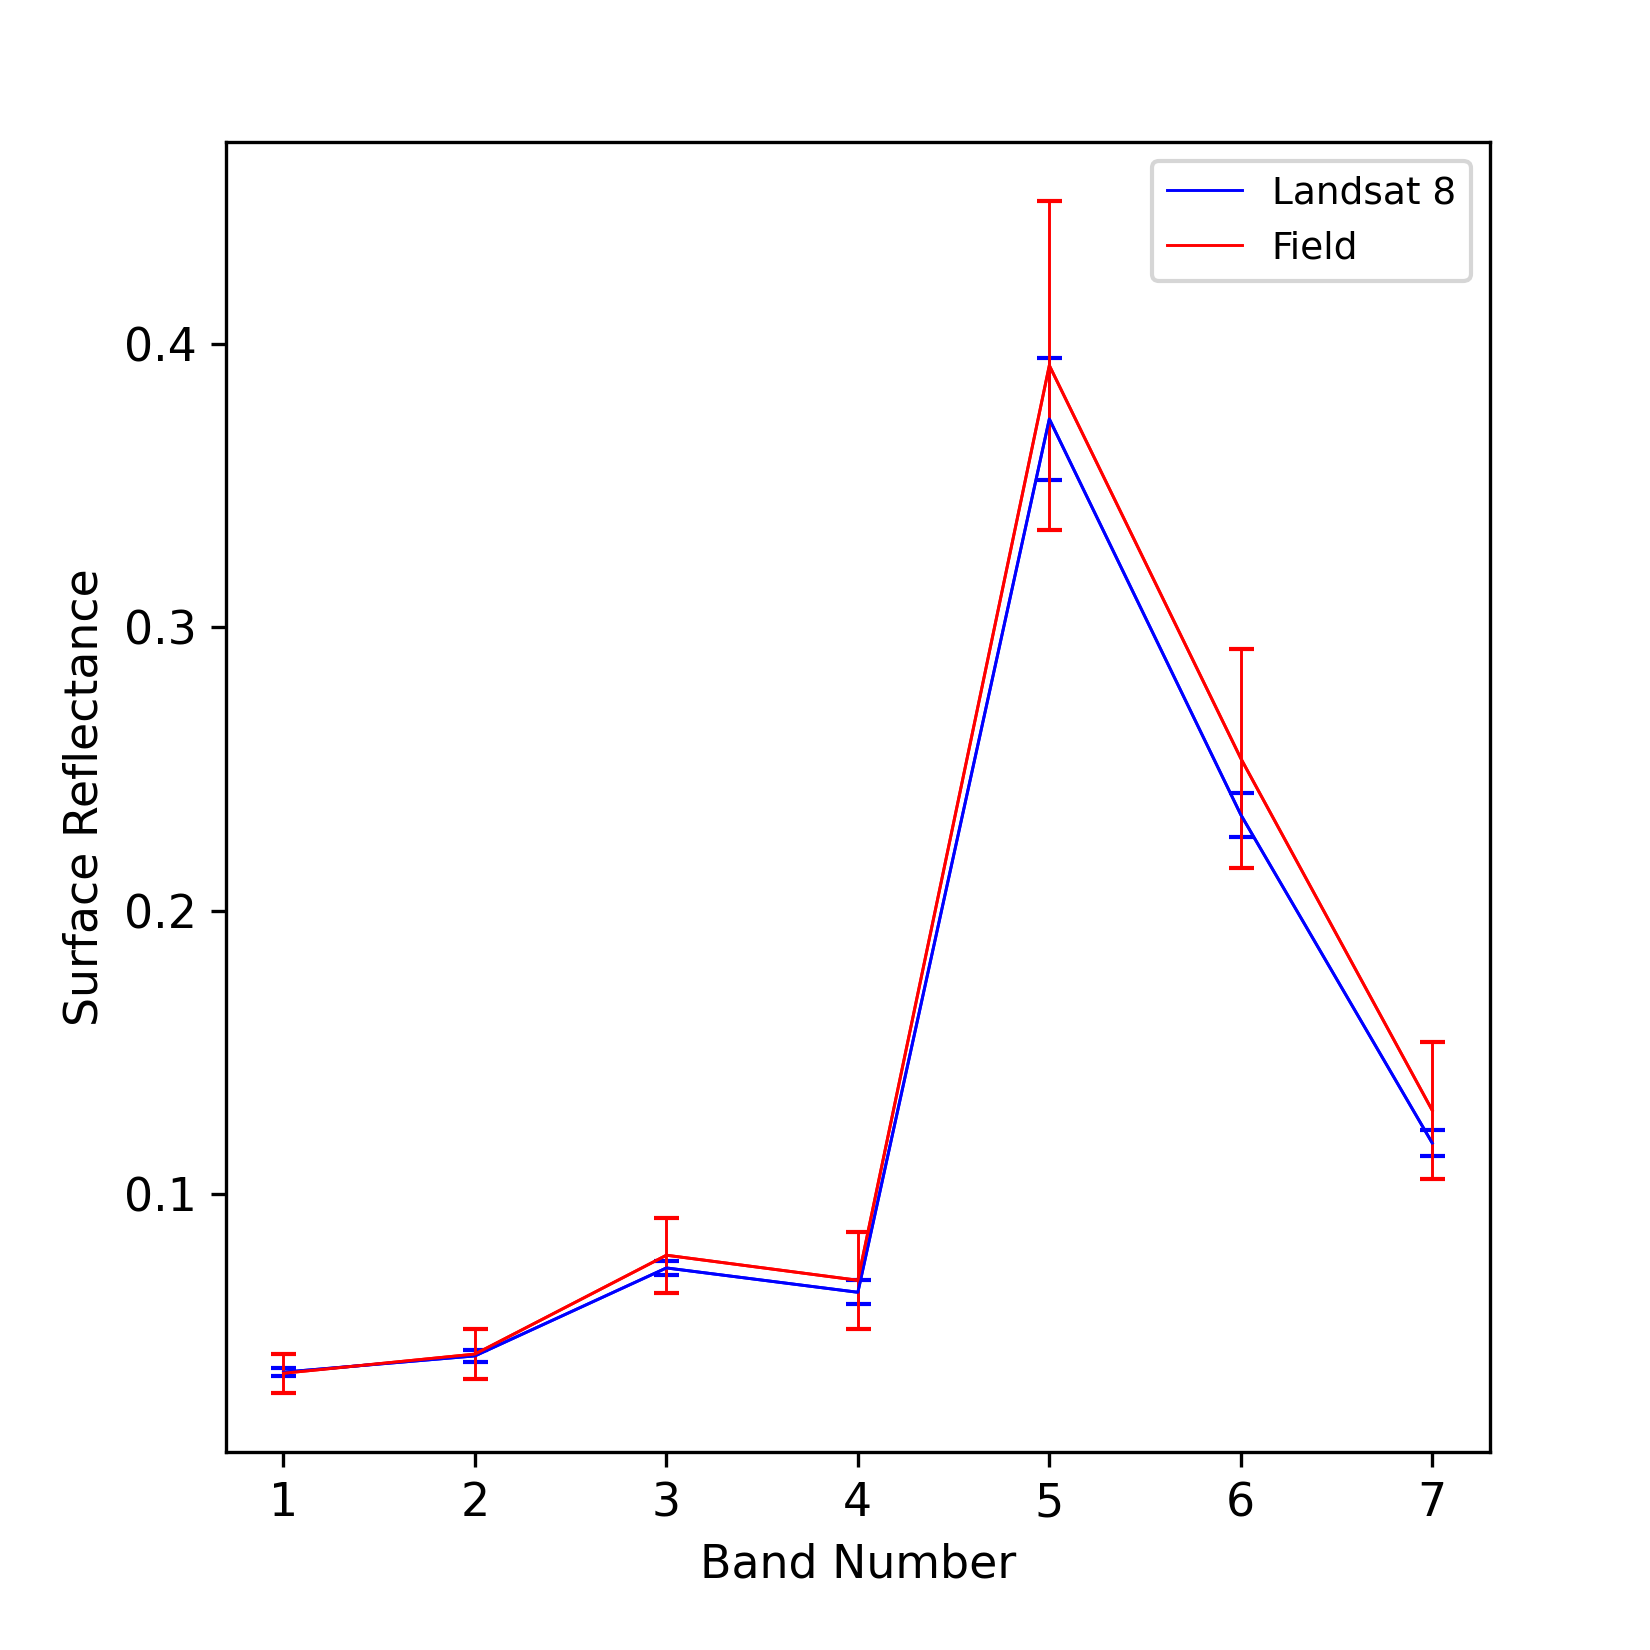 Landsat 8
Field
0.4
0.3
0.2
0.1
Surface Reflectance
1 2 3 4 5 6 7
Band Number